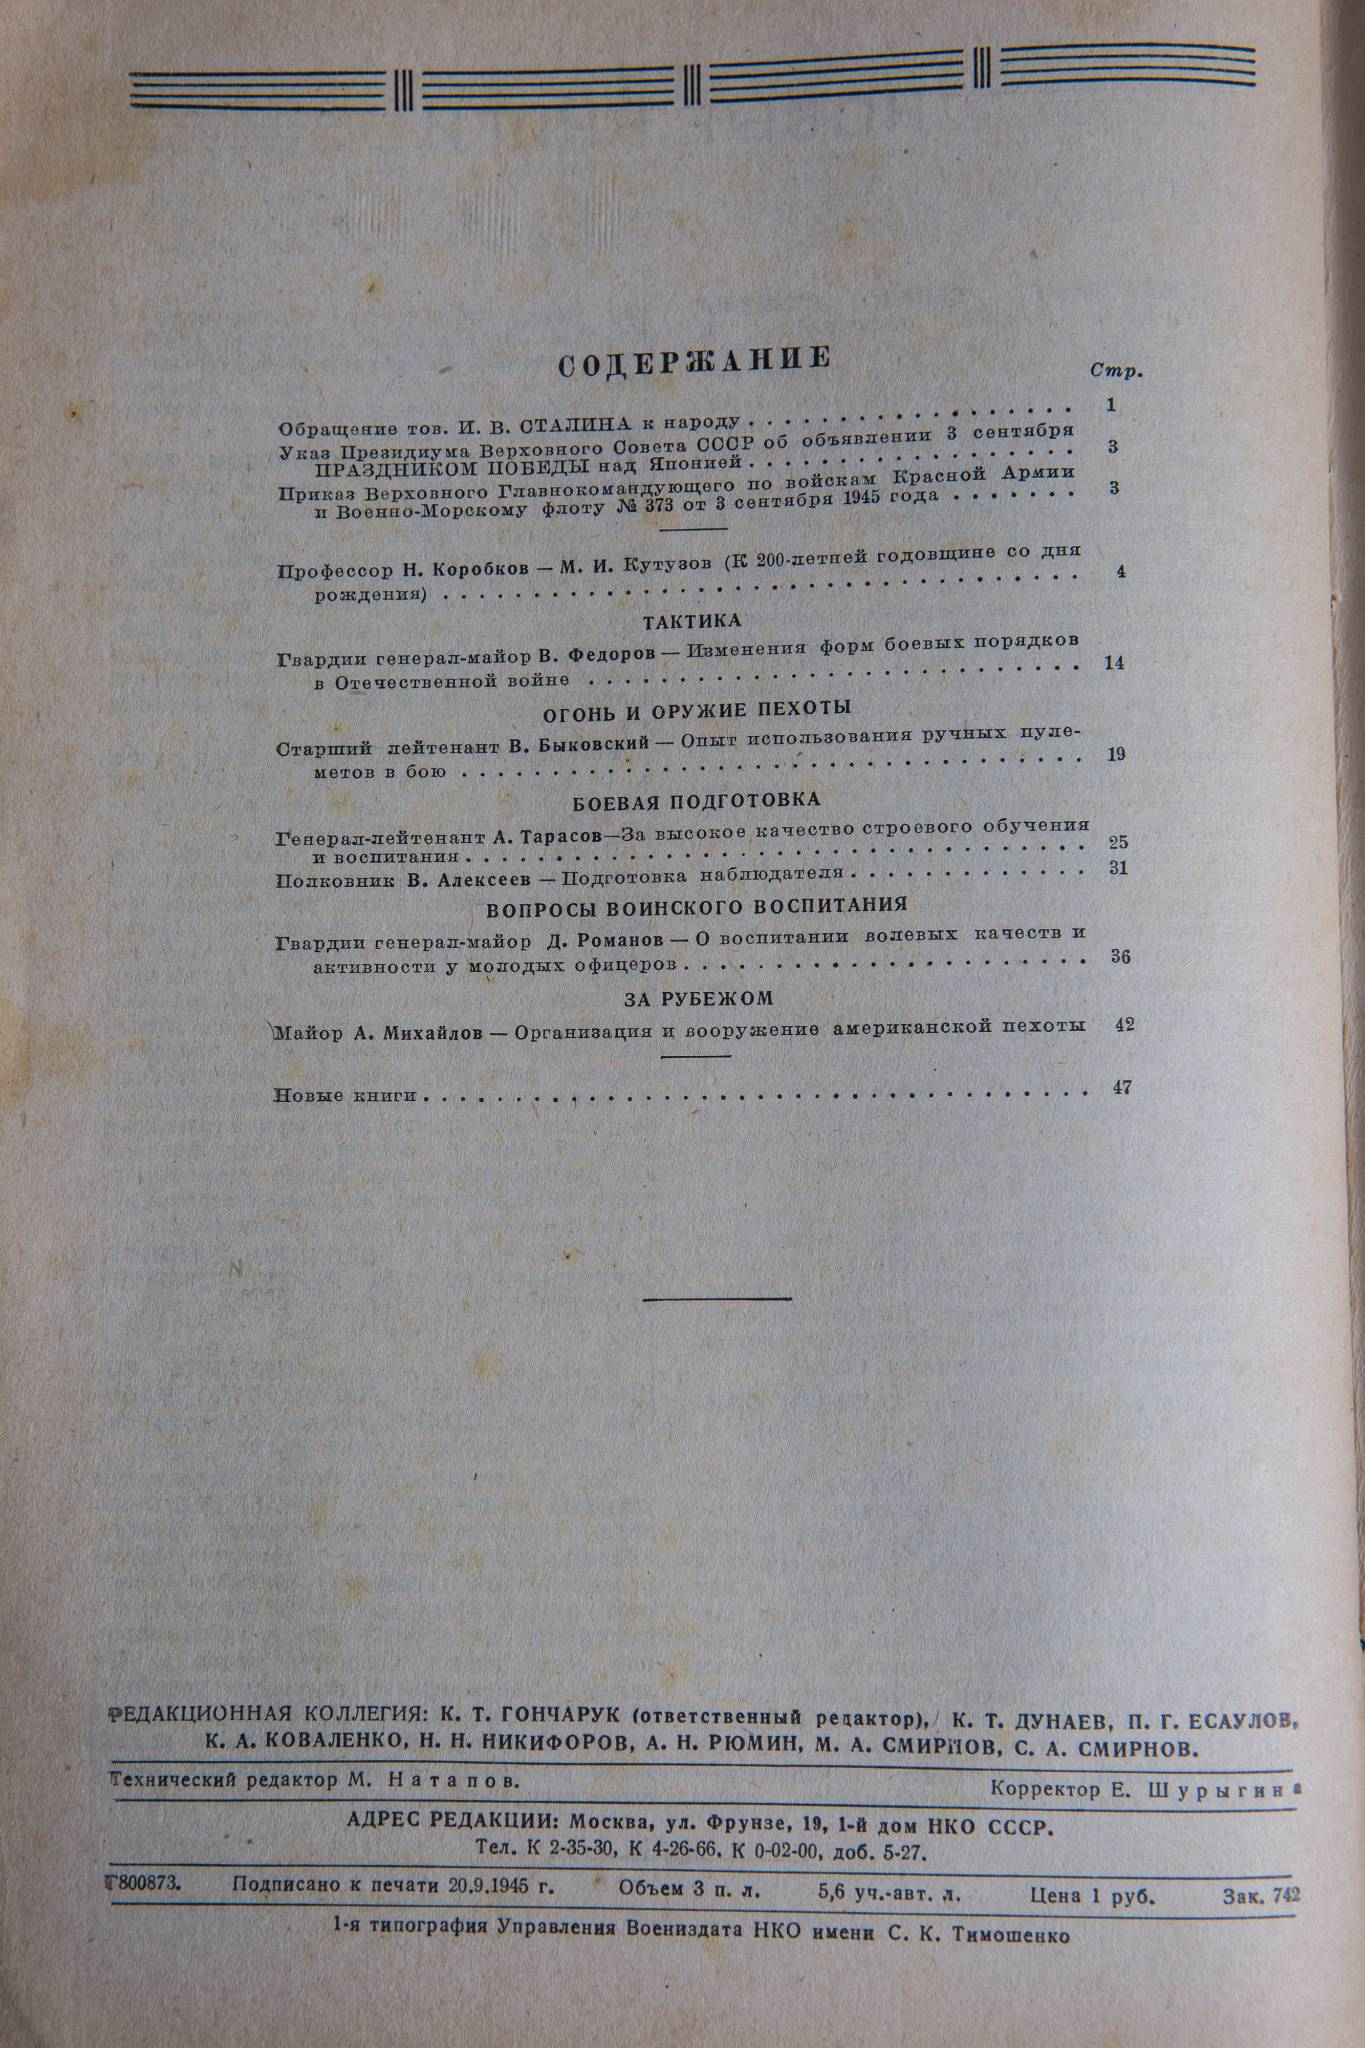 СОДЕРЖАНИЕ
Стр.
Обращение тов. И. В. СТАЛИНА к народу . . . . . . . . . . . . . . . . . . 1
Указ Президиума Верховного Совета СССР об объявлении 3 сентября
ПРАЗДНИКОМ ПОБЕДЫ над Японией . . . . . . . . . . . . . . . . . . 3
Приказ Верховного Главнокомандующего по войскам Красной Армии
и Военно-Морскому флоту № 373 от 3 сентября 1945 года . . . . . . . 3
Профессор Н. Коробков — М. И. Кутузов (К 200-летней годовщине со дня
рождения) . . . . . . . . . . . . . . . . . . . . . . . . . . . . . . . . . . . 4
ТАКТИКА
Гвардии генерал-майор В. Федоров — Изменения форм боевых порядков
в Отечественной войне . . . . . . . . . . . . . . . . . . . . . . . . . . . 14
ОГОНЬ И ОРУЖИЕ ПЕХОТЫ
Старший лейтенант В. Быковский — Опыт использования ручных пуле-
метов в бою . . . . . . . . . . . . . . . . . . . . . . . . . . . . . . . . . . 19
БОЕВАЯ ПОДГОТОВКА
Генерал-лейтенант А. Тарасов—За высокое качество строевого обучения
и воспитания . . . . . . . . . . . . . . . . . . . . . . . . . . . . . . . . . . 25
Полковник В. Алексеев — Подготовка наблюдателя . . . . . . . . . . . . . 31
ВОПРОСЫ ВОИНСКОГО ВОСПИТАНИЯ
Гвардии генерал-майор Д. Романов — О воспитании волевых качеств и
активности у молодых офицеров . . . . . . . . . . . . . . . . . . . . . . 36
ЗА РУБЕЖОМ
Майор А. Михайлов — Организация и вооружение американской пехоты 42
Новые книги . . . . . . . . . . . . . . . . . . . . . . . . . . . . . . . . . . . . 47
РЕДАКЦИОННАЯ КОЛЛЕГИЯ: К. Т. ГОНЧАРУК (ответственный редактор), К. Т. ДУНАЕВ, П. Г. ЕСАУЛОВ,
К. А. КОВАЛЕНКО, Н. Н. НИКИФОРОВ, А. Н. РЮМИН, М. А. СМИРНОВ, С. А. СМИРНОВ.
Технический редактор М. Натапов. Корректор Е. Шурыгина
АДРЕС РЕДАКЦИИ: Москва, ул. Фрунзе, 19, 1-й дом НКО СССР.
Тел. К 2-35-30, К 4-26-66, К 0-02-00, доб. 5-27.
Г800873. Подписано к печати 20.9.1945 г. Объем 3 п. л. 5,6 уч.-авт. л. Цена 1 руб. Зак. 742
1-я типография Управления Воениздата НКО имени С. К. Тимошенко